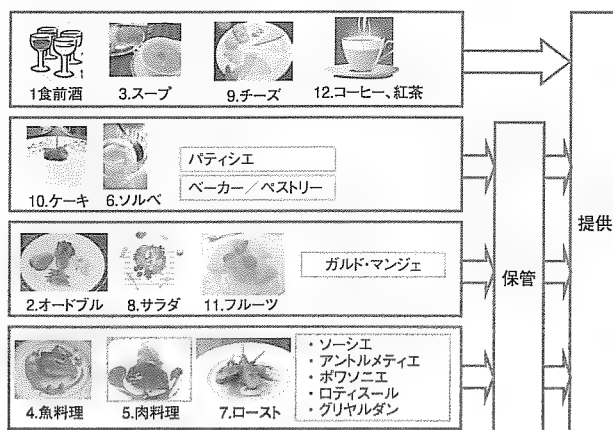 1食前酒
3.スープ
9.チーズ
12.コーヒー、紅茶
10.ケーキ
6.ソルベ
パティシエ
ベーカー／ペストリー
2.オードブル
8.サラダ
11.フルーツ
ガルド・マンジェ
4.魚料理
5.肉料理
7.ロースト
・ソーシエ
・アントルメティエ
・ポワソニエ
・ロティスール
・グリヤルダン
保管
提供